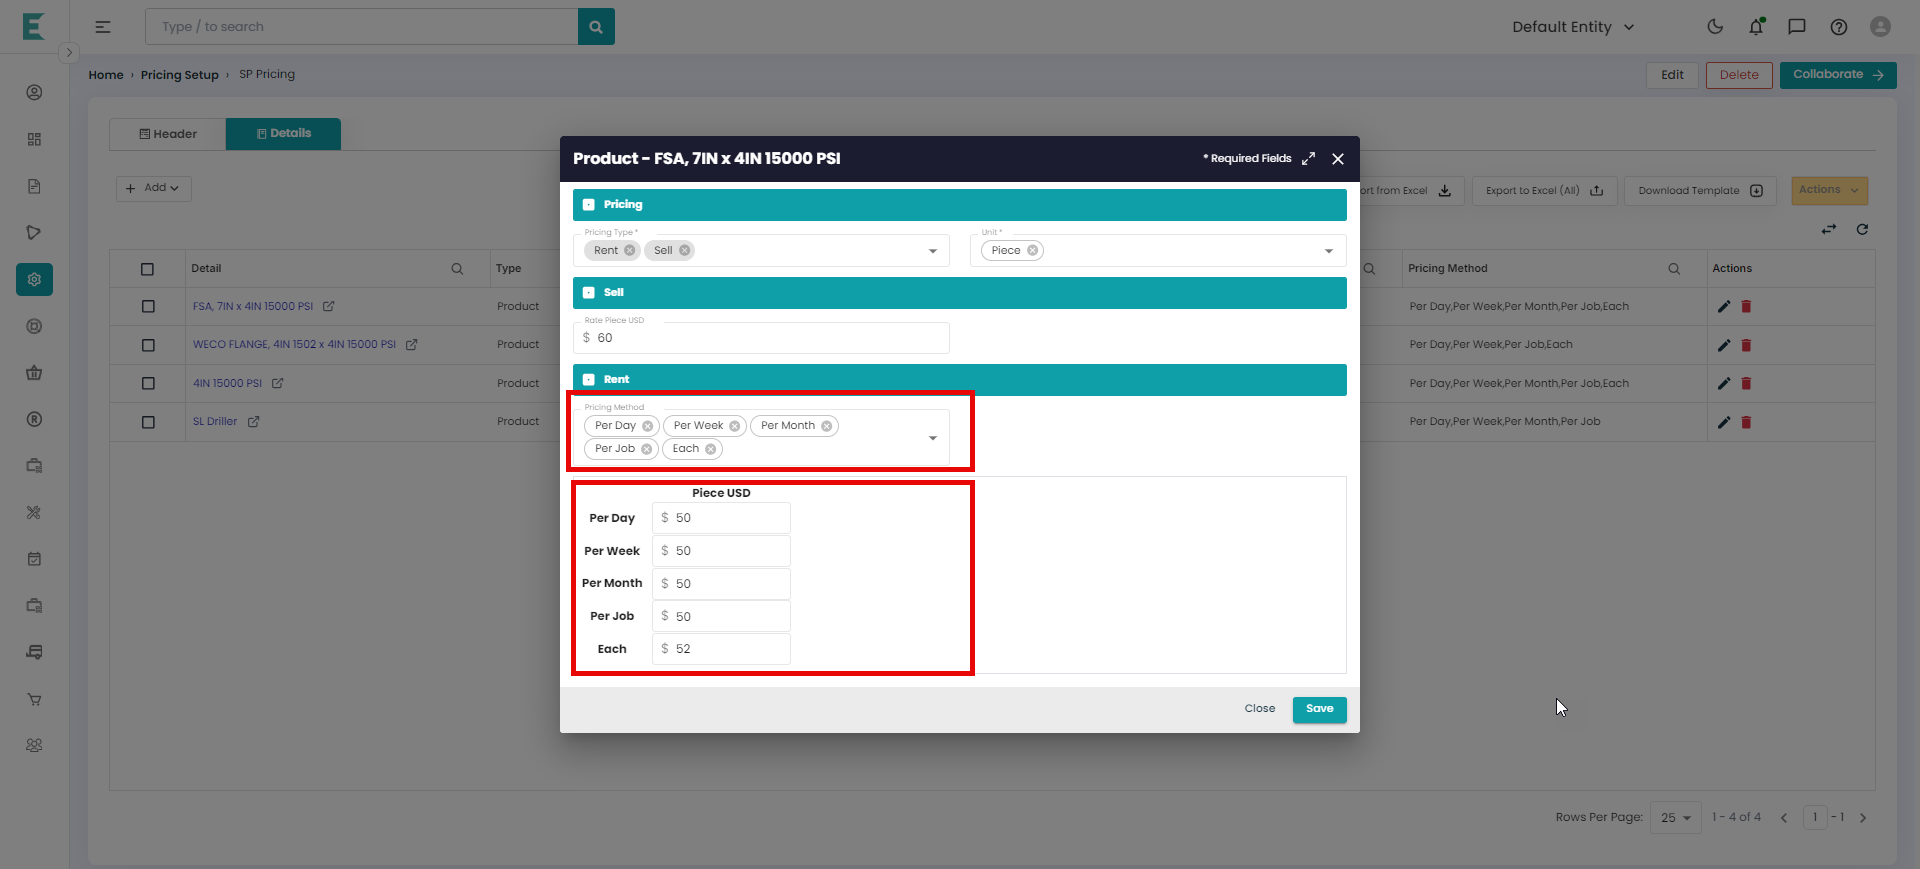 Type / to search
Default Entity
Home › Pricing Setup › SP Pricing
Edit
Delete
Collaborate
Header
Details
Add
ort from Excel
Export to Excel (All)
Download Template
Actions
Detail
Type
Pricing Method
Actions
FSA, 7IN x 4IN 15000 PSI
Product
Per Day,Per Week,Per Month,Per Job,Each
WECO FLANGE, 4IN 1502 x 4IN 15000 PSI
Product
Per Day,Per Week,Per Job,Each
4IN 15000 PSI
Product
Per Day,Per Week,Per Month,Per Job,Each
SL Driller
Product
Per Day,Per Week,Per Month,Per Job
Rows Per Page:
25
1 - 4 of 4
1
- 1
Product - FSA, 7IN x 4IN 15000 PSI
* Required Fields
Pricing
Pricing Type *
Rent
Sell
Unit *
Piece
Sell
Rate Piece USD
$ 60
Rent
Pricing Method
Per Day
Per Week
Per Month
Per Job
Each
Piece USD
Per Day $ 50
Per Week $ 50
Per Month $ 50
Per Job $ 50
Each $ 52
Close
Save